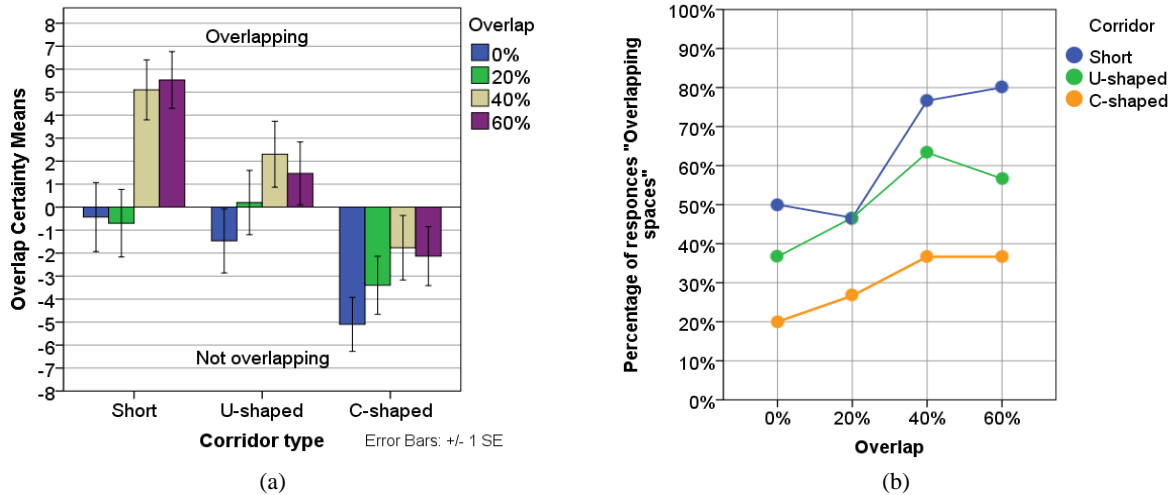 Overlap Certainty Means
8
7
6
5
4
3
2
1
0
-1
-2
-3
-4
-5
-6
-7
-8
Overlapping
Not overlapping
Short
U-shaped
C-shaped
Corridor type
Error Bars: +/- 1 SE
Overlap
0%
20%
40%
60%
(a)
(b)
Percentage of responces "Overlapping
spaces"
100%
90%
80%
70%
60%
50%
40%
30%
20%
10%
0%
0%
20%
40%
60%
Overlap
Corridor
Short
U-shaped
C-shaped